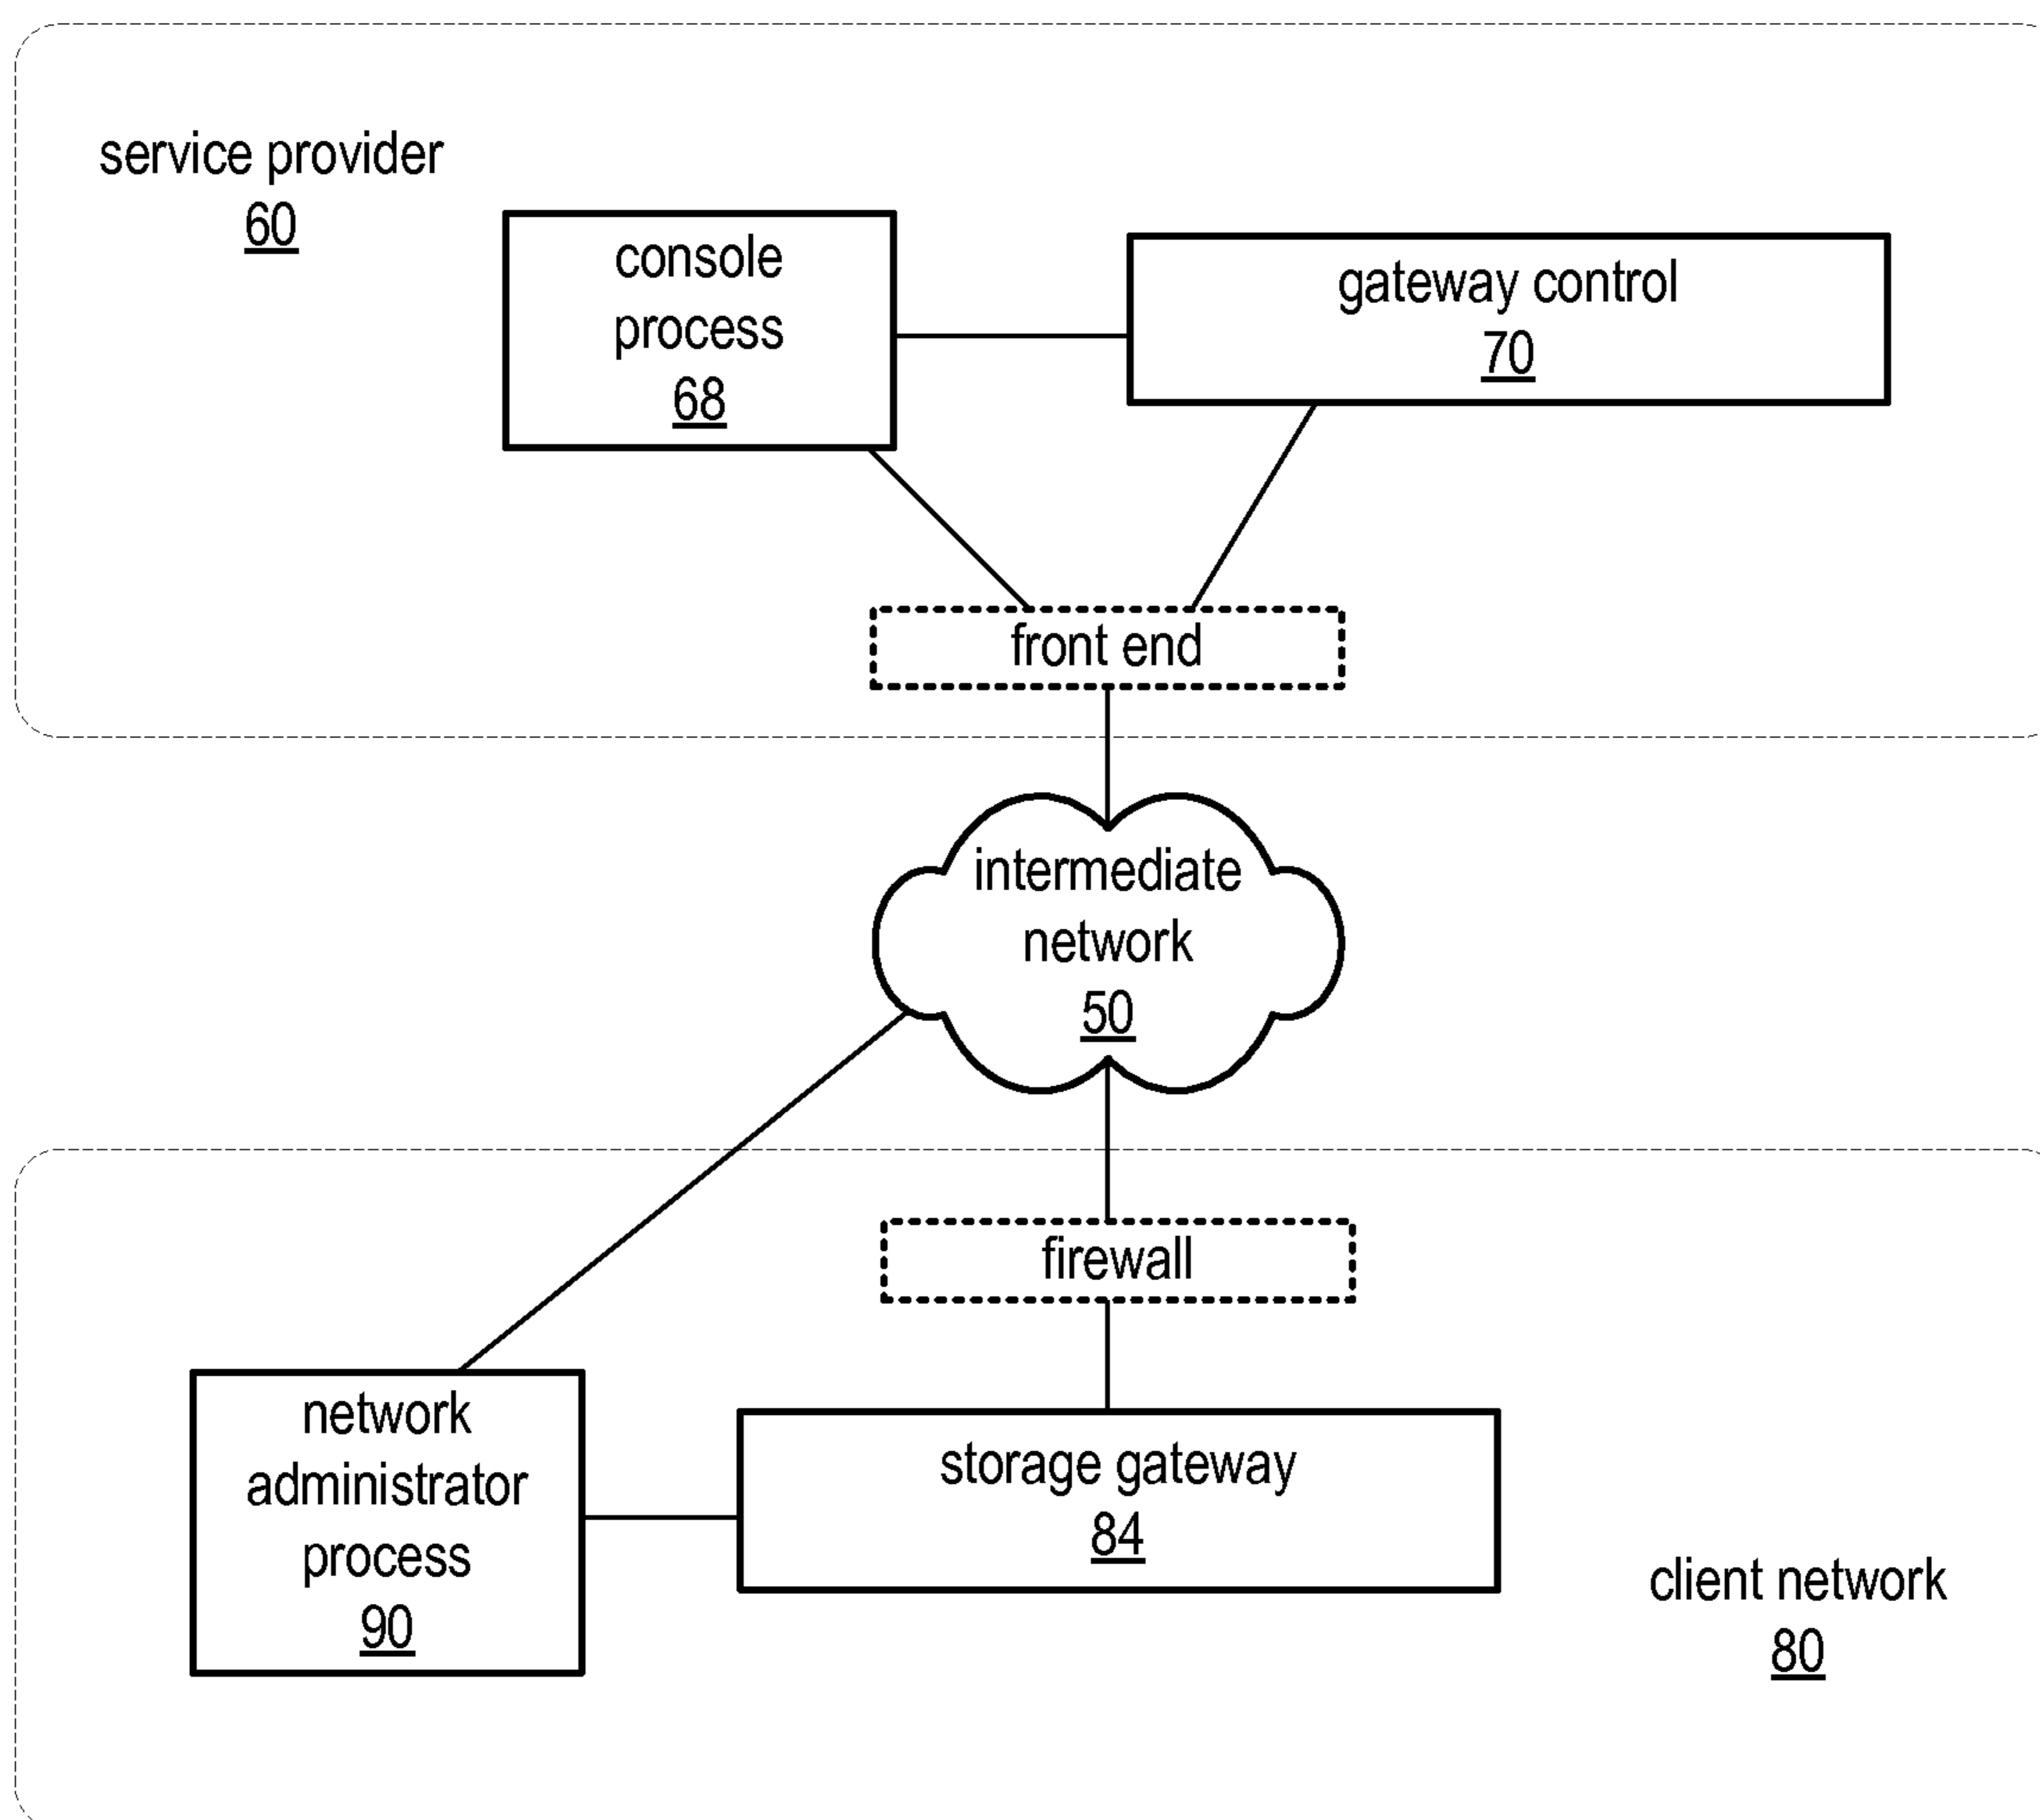 service provider
60
console
process
68
gateway control
70
front end
intermediate
network
50
firewall
network
administrator
process
90
storage gateway
84
client network
80